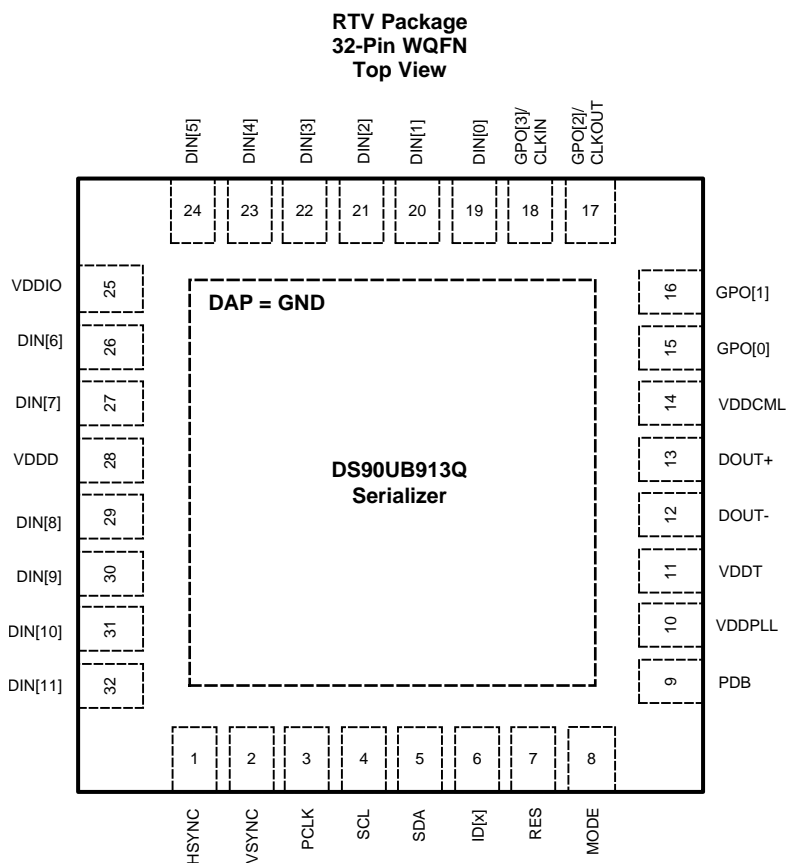 RTV Package
32-Pin WQFN
Top View
DIN[5]
DIN[4]
DIN[3]
DIN[2]
DIN[1]
DIN[0]
GPO[3]/
CLKIN
GPO[2]/
CLKOUT
24
23
22
21
20
19
18
17
VDDIO
25
DIN[6]
26
DIN[7]
27
VDDD
28
DIN[8]
29
DIN[9]
30
DIN[10]
31
DIN[11]
32
DAP = GND
DS90UB913Q
Serializer
16
GPO[1]
15
GPO[0]
14
VDDCML
13
DOUT+
12
DOUT-
11
VDDT
10
VDDPLL
9
PDB
1
2
3
4
5
6
7
8
HSYNC
VSYNC
PCLK
SCL
SDA
ID[x]
RES
MODE